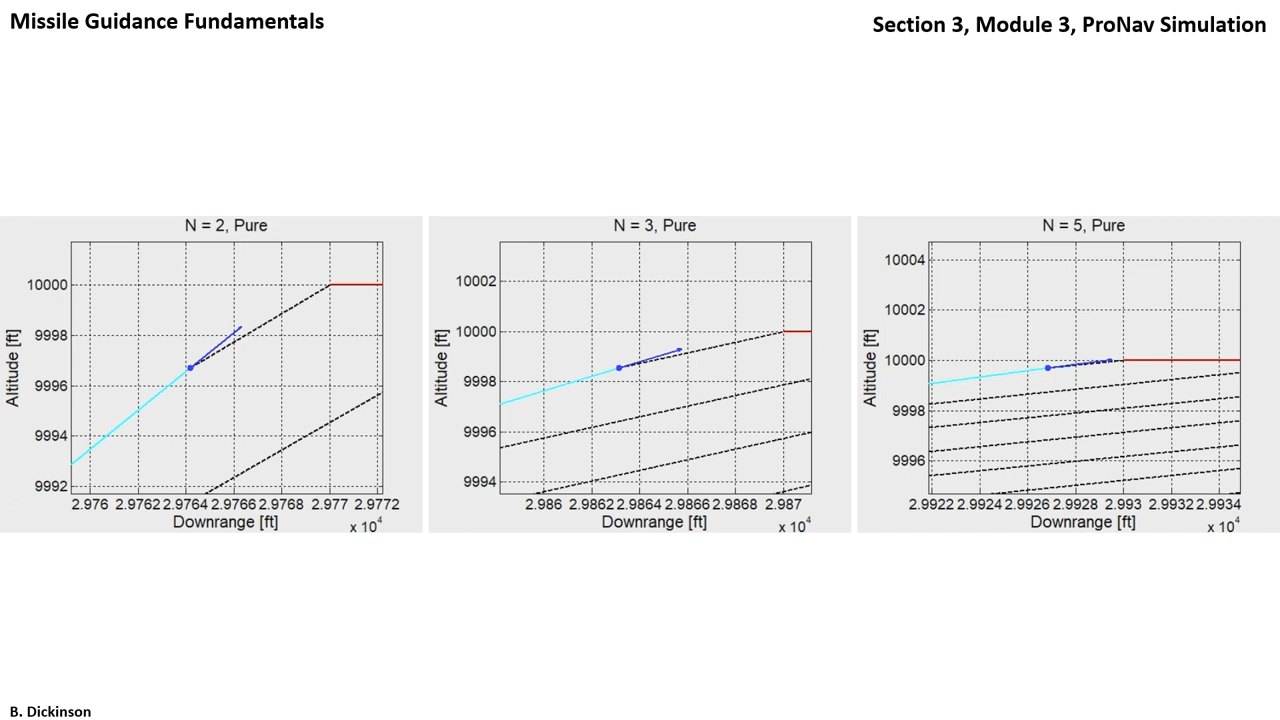 Missile Guidance Fundamentals
Section 3, Module 3, ProNav Simulation
N = 2, Pure
10000
9998
9996
9994
9992
Altitude [ft]
2.976 2.9762 2.9764 2.9766 2.9768 2.977 2.9772
Downrange [ft]
x 10^4
N = 3, Pure
10002
10000
9998
9996
9994
Altitude [ft]
2.986 2.9862 2.9864 2.9866 2.9868 2.987
Downrange [ft]
x 10^4
N = 5, Pure
10004
10002
10000
9998
9996
Altitude [ft]
2.9922 2.9924 2.9926 2.9928 2.993 2.9932 2.9934
Downrange [ft]
x 10^4
B. Dickinson